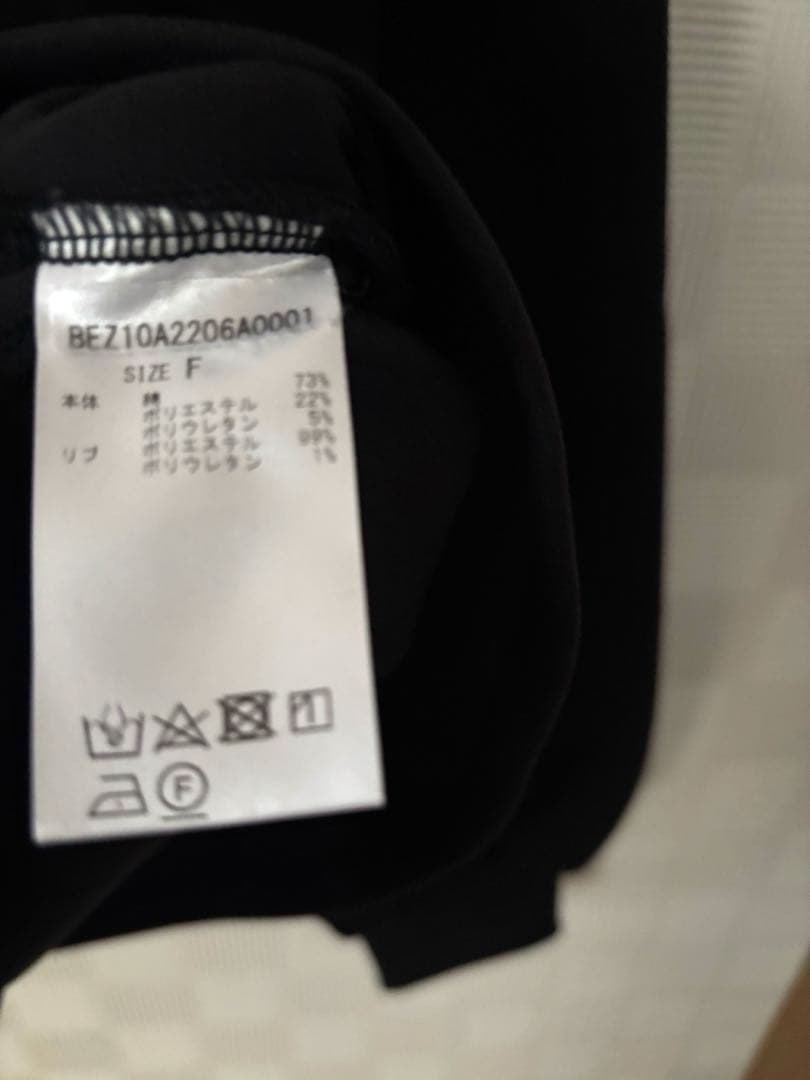 BEZ10A2206A0001
SIZE F
本体 綿 73%
ポリエステル 22%
ポリウレタン 5%
リブ ポリエステル 99%
ポリウレタン 1%
F